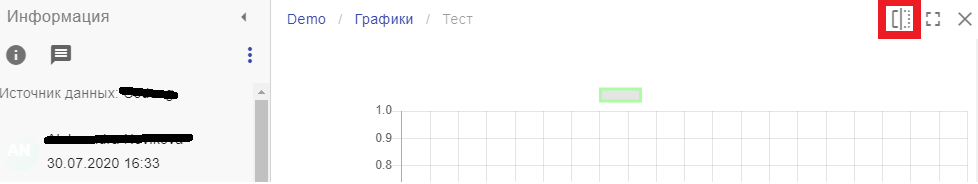 Информация
Demo / Графики / Тест
Источник данных:
AN
30.07.2020 16:33
1.0
0.9
0.8